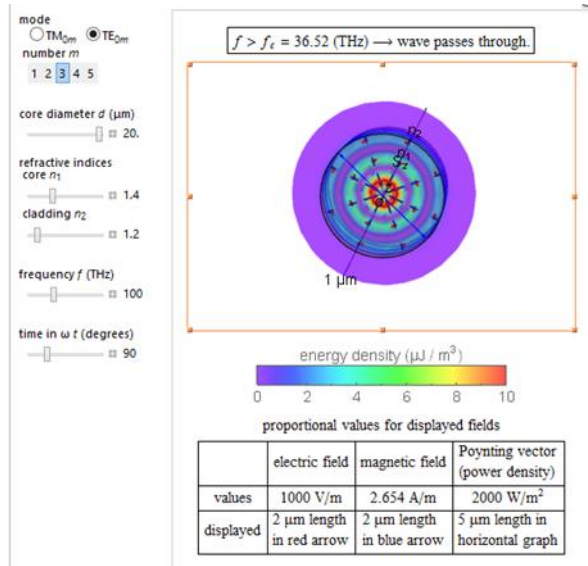 mode
TM0m TE0m
number m
1 2 3 4 5
core diameter d (μm)
20.
refractive indices
core n1
1.4
cladding n2
1.2
frequency f (THz)
100
time in ω t (degrees)
90
f > fc = 36.52 (THz) ⟶ wave passes through.
n2
n1
Sz
1 μm
energy density (μJ / m³)
0 2 4 6 8 10
proportional values for displayed fields
electric field magnetic field Poynting vector
(power density)
values 1000 V/m 2.654 A/m 2000 W/m²
displayed 2 μm length 2 μm length 5 μm length in
in red arrow in blue arrow horizontal graph